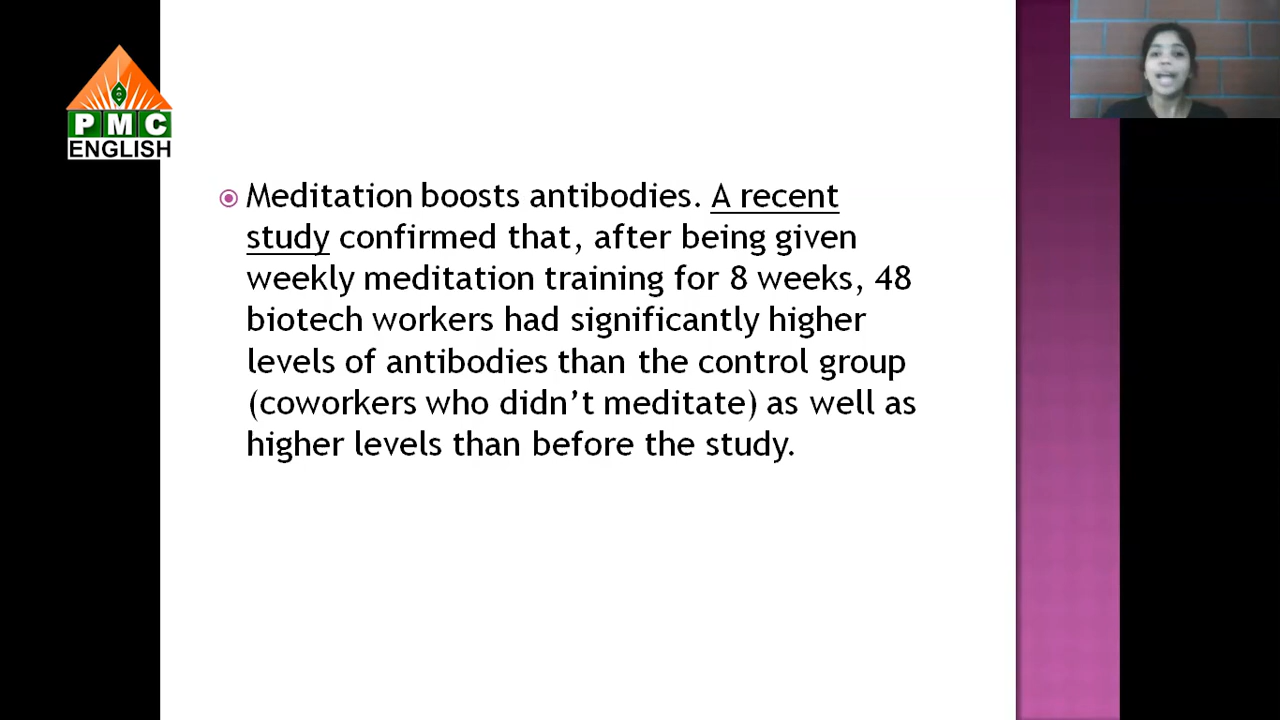 PMC
ENGLISH
Meditation boosts antibodies. A recent
study confirmed that, after being given
weekly meditation training for 8 weeks, 48
biotech workers had significantly higher
levels of antibodies than the control group
(coworkers who didn’t meditate) as well as
higher levels than before the study.